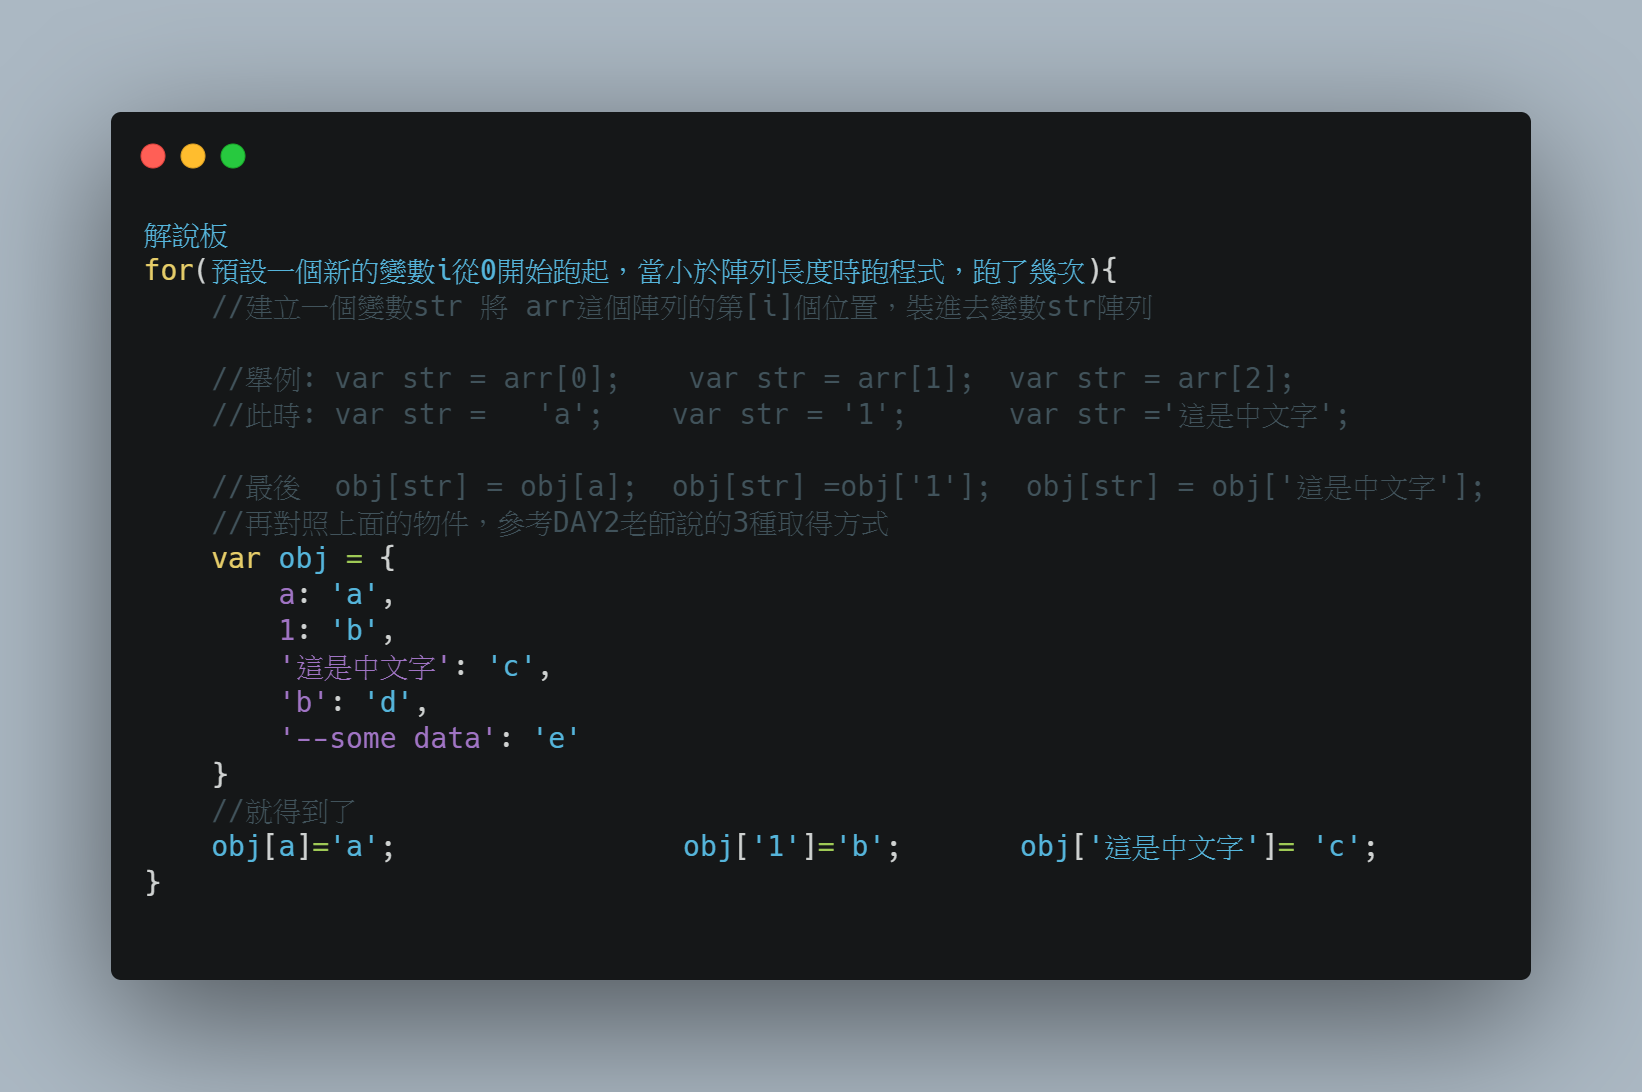 解說板
for(預設一個新的變數i從0開始跑起，當小於陣列長度時跑程式，跑了幾次){
    //建立一個變數str 將 arr這個陣列的第[i]個位置，裝進去變數str陣列
    //舉例: var str = arr[0];    var str = arr[1];  var str = arr[2];
    //此時: var str =   'a';    var str = '1';      var str ='這是中文字';
    //最後  obj[str] = obj[a];  obj[str] =obj['1'];  obj[str] = obj['這是中文字'];
    //再對照上面的物件，參考DAY2老師說的3種取得方式
    var obj = {
        a: 'a',
        1: 'b',
        '這是中文字': 'c',
        'b': 'd',
        '--some data': 'e'
    }
    //就得到了
    obj[a]='a';                 obj['1']='b';       obj['這是中文字']= 'c';
}